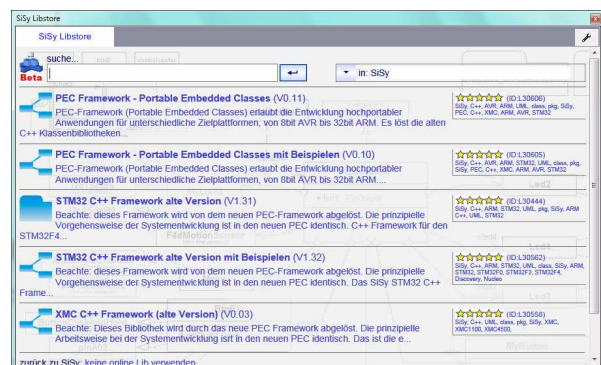 SiSy Libstore
SiSy Libstore
suche...
in: SiSy
Beta
PEC Framework - Portable Embedded Classes (V0.11)
PEC-Framework (Portable Embedded Classes) erlaubt die Entwicklung hochportabler
Anwendungen für unterschiedliche Zielplattformen, von 8bit AVR bis 32bit ARM. Es löst die alten
C++ Klassenbibliotheken...
(ID:L30606)
SiSy, C++, AVR, ARM, UML, class, pkg, SiSy,
PEC, C++, XMC, ARM, AVR, STM32
PEC Framework - Portable Embedded Classes mit Beispielen (V0.10)
PEC-Framework (Portable Embedded Classes) erlaubt die Entwicklung hochportabler
Anwendungen für unterschiedliche Zielplattformen, von 8bit AVR bis 32bit ARM....
(ID:L30605)
SiSy, C++, AVR, ARM, STM32, UML, class, pkg,
SiSy, PEC, C++, XMC, ARM, AVR, STM32
Led2
STM32 C++ Framework alte Version (V1.31)
Beachte: dieses Framework wird von dem neuen PEC-Framework abgelöst. Die prinzipielle
Vorgehensweise der Systementwicklung ist in den neuen PEC identisch. C++ Framework für den
STM32F4...
(ID:L30444)
SiSy, C++, ARM, STM32, UML, pkg, SiSy, ARM
C++, UML, STM32
F4dMotionSensor
Led4
STM32 C++ Framework alte Version mit Beispielen (V1.32)
Beachte: dieses Framework wird von dem neuen PEC-Framework abgelöst. Die prinzipielle
Vorgehensweise der Systementwicklung ist in den neuen PEC identisch. Das SiSy STM32 C++
Frame...
(ID:L30562)
SiSy, C++, ARM, STM32, UML, class, SiSy, ARM,
STM32, STM32F0, STM32F3, STM32F4,
Discovery, Nucleo
Led3
XMC C++ Framework (alte Version) (V0.03)
Beachte: Dieses Bibliothek wird durch das neue PEC Framework abgelöst. Die prinzipielle
Arbeitsweise bei der Systementwicklung isrt in den neuen PEC identisch. Das ist die e...
(ID:L30558)
SiSy, C++, UML, class, pkg, SiSy, XMC,
XMC1100, XMC4500,
pinA02
MyButton
zurück zu SiSy: keine online Lib verwenden